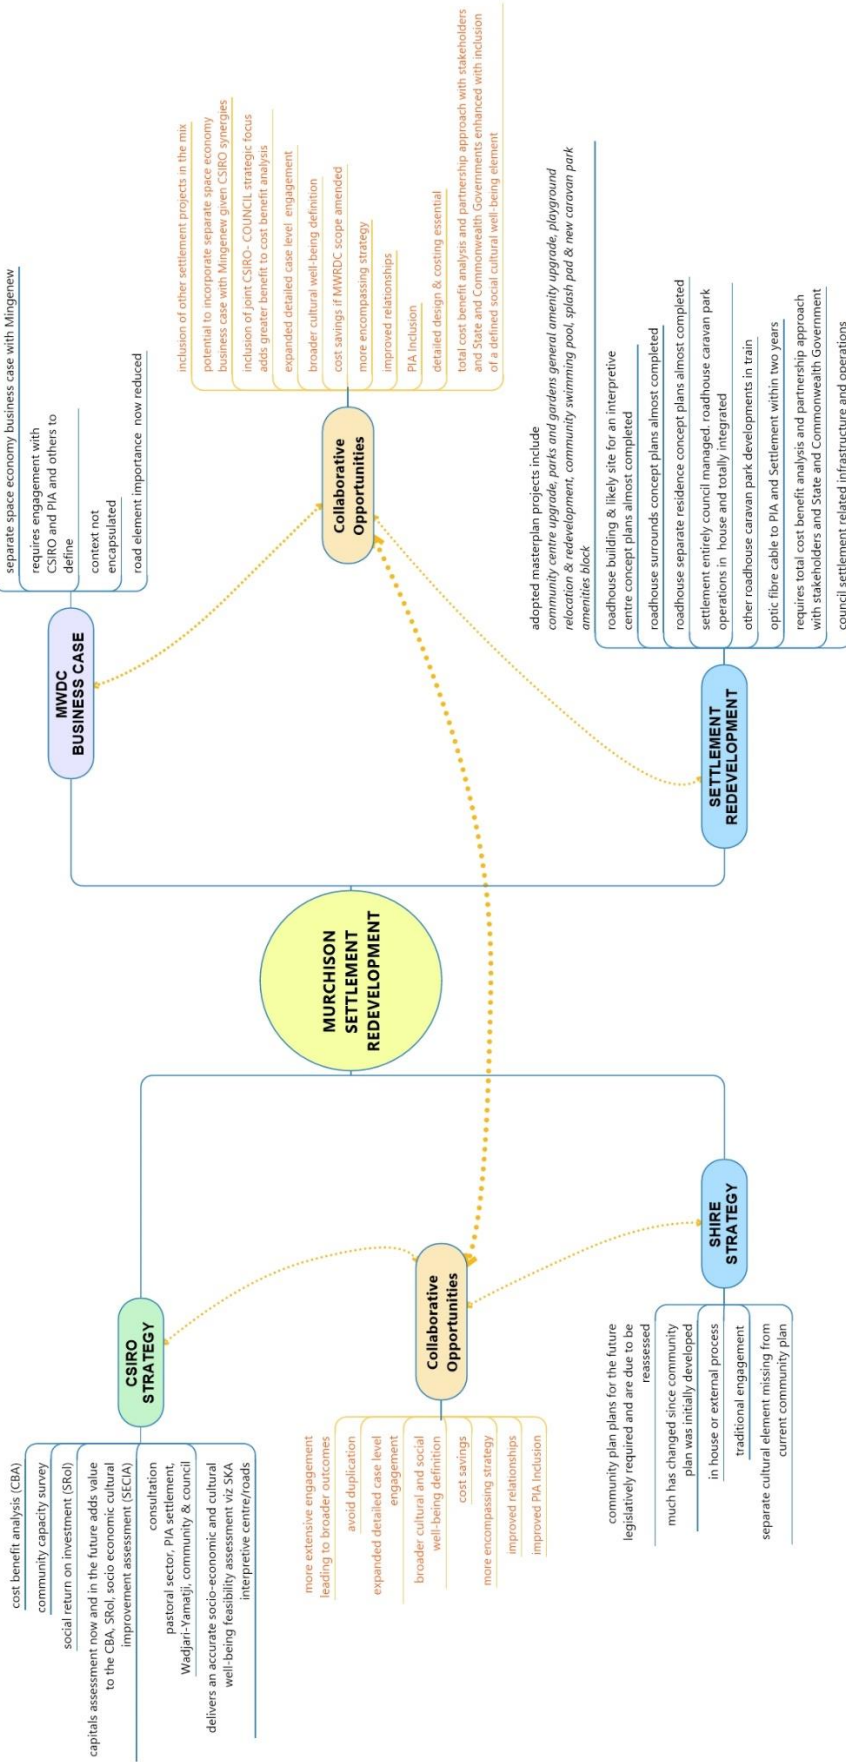 MURCHISON
SETTLEMENT
REDEVELOPMENT
CSIRO
STRATEGY
cost benefit analysis (CBA)
community capacity survey
social return on investment (SRoI)
capitals assessment now and in the future adds value
to the CBA, SRoI, socio economic cultural
improvement assessment (SECIA)
consultation
pastoral sector, PIA settlement,
Wadjari-Yamatji, community & council
delivers an accurate socio-economic and cultural
well-being feasibility assessment viz SKA
interpretive centre/roads
Collaborative
Opportunities
more extensive engagement
leading to broader outcomes
avoid duplication
expanded detailed case level
engagement
broader cultural and social
well-being definition
cost savings
more encompassing strategy
improved relationships
improved PIA Inclusion
SHIRE
STRATEGY
community plan plans for the future
legislatively required and are due to be
reassessed
much has changed since community
plan was initially developed
in house or external process
traditional engagement
separate cultural element missing from
current community plan
MWDC
BUSINESS CASE
separate space economy business case with Mingenew
requires engagement with
CSIRO and PIA and others to
define
context not
encapsulated
road element importance now reduced
Collaborative
Opportunities
inclusion of other settlement projects in the mix
potential to incorporate separate space economy
business case with Mingenew given CSIRO synergies
inclusion of joint CSIRO- COUNCIL strategic focus
adds greater benefit to cost benefit analysis
expanded detailed case level engagement
broader cultural well-being definition
cost savings if MWRDC scope amended
more encompassing strategy
improved relationships
PIA Inclusion
detailed design & costing essential
total cost benefit analysis and partnership approach with stakeholders
and State and Commonwealth Governments enhanced with inclusion
of a defined social cultural well-being element
SETTLEMENT
REDEVELOPMENT
adopted masterplan projects include
community centre upgrade, parks and gardens general amenity upgrade, playground
relocation & redevelopment, community swimming pool, splash pad & new caravan park
amenities block
roadhouse building & likely site for an interpretive
centre concept plans almost completed
roadhouse surrounds concept plans almost completed
roadhouse separate residence concept plans almost completed
settlement entirely council managed. roadhouse caravan park
operations in house and totally integrated
other roadhouse caravan park developments in train
optic fibre cable to PIA and Settlement within two years
requires total cost benefit analysis and partnership approach
with stakeholders and State and Commonwealth Government
council settlement related infrastructure and operations